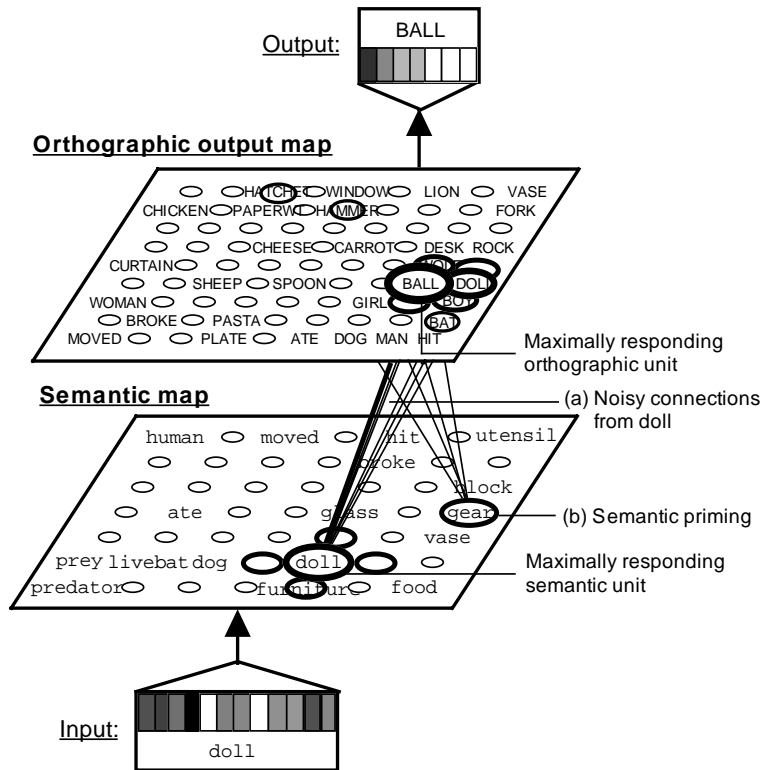 BALL
Output:
Orthographic output map
HATCHET WINDOW LION VASE
CHICKEN PAPERWT HAMMER FORK
CHEESE CARROT DESK ROCK
CURTAIN WOLF
SHEEP SPOON BALL DOLL
WOMAN GIRL BOY
BROKE PASTA BAT
MOVED PLATE ATE DOG MAN HIT
Maximally responding
orthographic unit
Semantic map
(a) Noisy connections
from doll
human moved hit utensil
broke
block
ate glass gear
(b) Semantic priming
vase
prey livebat dog doll
Maximally responding
semantic unit
predator furniture food
Input:
doll